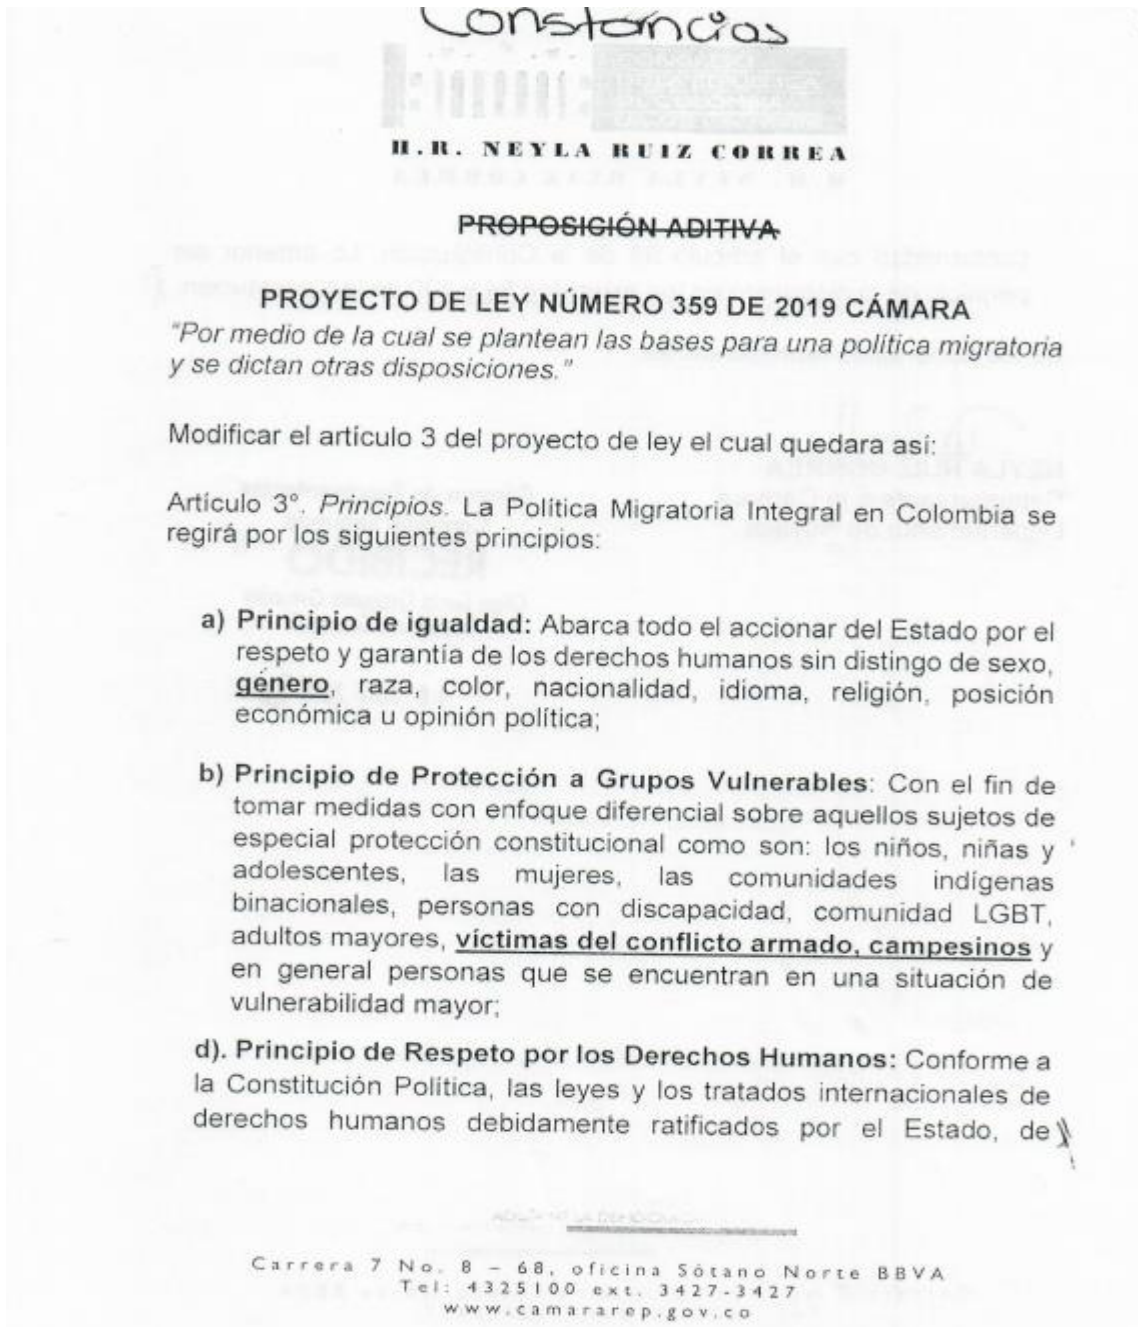 Constancias
H.R. NEYLA RUIZ CORREA
PROPOSICIÓN ADITIVA
PROYECTO DE LEY NÚMERO 359 DE 2019 CÁMARA
"Por medio de la cual se plantean las bases para una política migratoria
y se dictan otras disposiciones."
Modificar el artículo 3 del proyecto de ley el cual quedara así:
Artículo 3°. Principios. La Política Migratoria Integral en Colombia se
regirá por los siguientes principios:
a) Principio de igualdad: Abarca todo el accionar del Estado por el
respeto y garantía de los derechos humanos sin distingo de sexo,
género, raza, color, nacionalidad, idioma, religión, posición
económica u opinión política;
b) Principio de Protección a Grupos Vulnerables: Con el fin de
tomar medidas con enfoque diferencial sobre aquellos sujetos de
especial protección constitucional como son: los niños, niñas y
adolescentes, las mujeres, las comunidades indígenas
binacionales, personas con discapacidad, comunidad LGBT,
adultos mayores, víctimas del conflicto armado, campesinos y
en general personas que se encuentran en una situación de
vulnerabilidad mayor;
d). Principio de Respeto por los Derechos Humanos: Conforme a
la Constitución Política, las leyes y los tratados internacionales de
derechos humanos debidamente ratificados por el Estado, de
Carrera 7 No. 8 – 68, oficina Sótano Norte BBVA
Tel: 4325100 ext. 3427-3427
www.camararep.gov.co